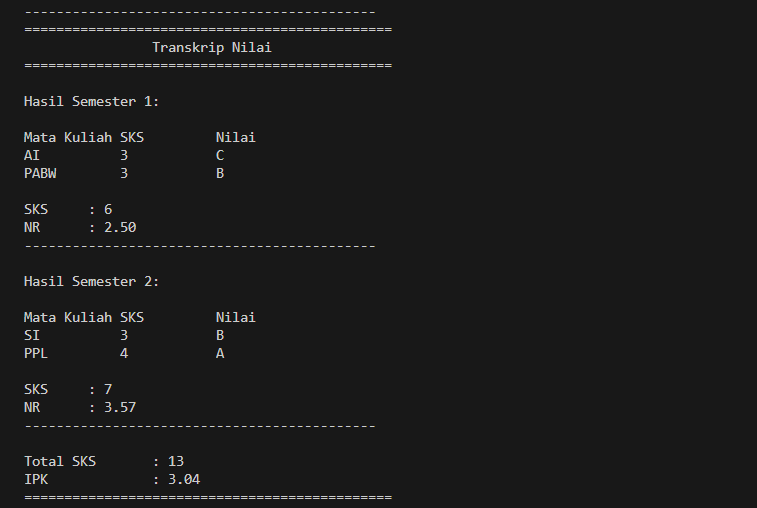 --------------------------------------------
==============================================
                Transkrip Nilai
==============================================
Hasil Semester 1:
Mata Kuliah SKS         Nilai
AI          3           C
PABW        3           B
SKS     : 6
NR      : 2.50
--------------------------------------------
Hasil Semester 2:
Mata Kuliah SKS         Nilai
SI          3           B
PPL         4           A
SKS     : 7
NR      : 3.57
--------------------------------------------
Total SKS       : 13
IPK             : 3.04
==============================================